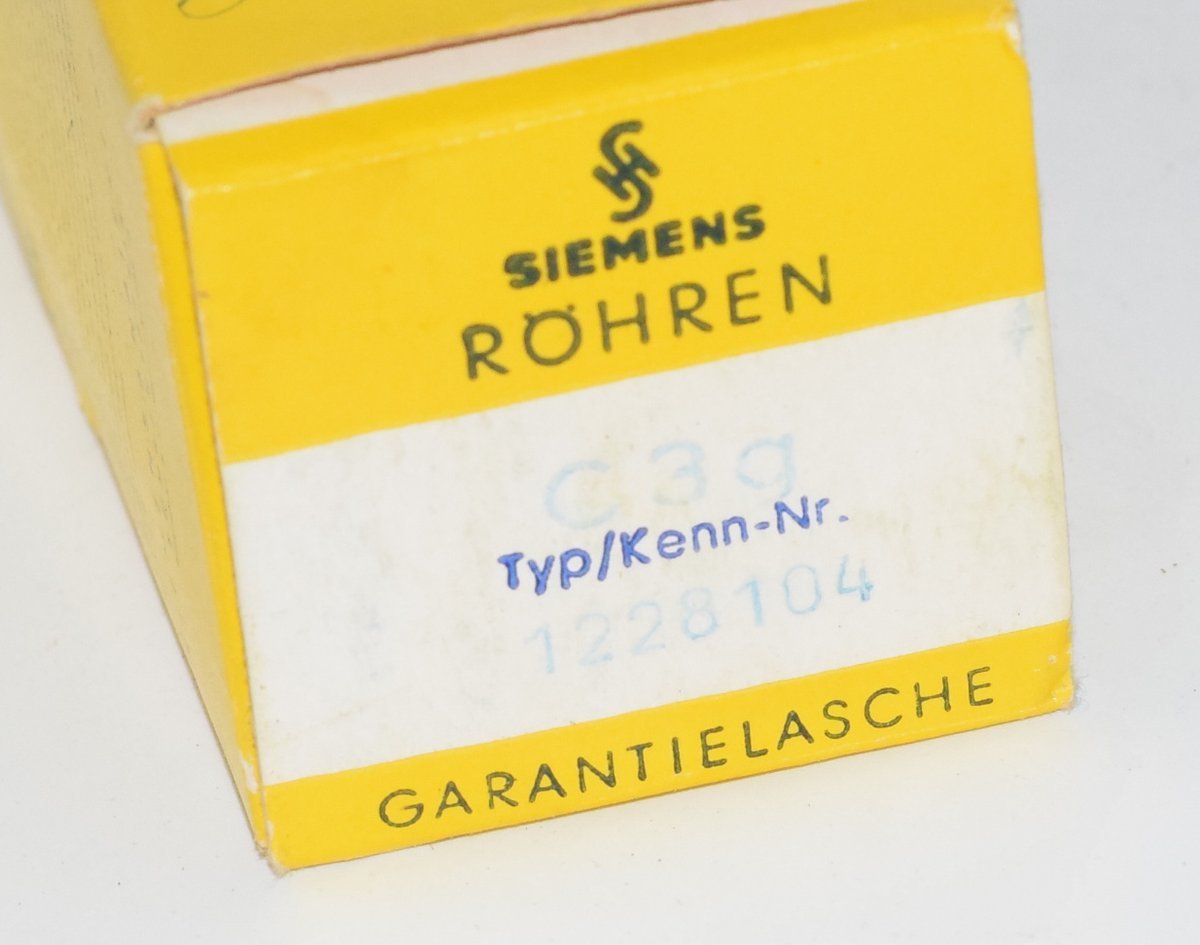 SIEMENS
RÖHREN
C3g
Typ/Kenn-Nr.
1228104
GARANTIELASCHE